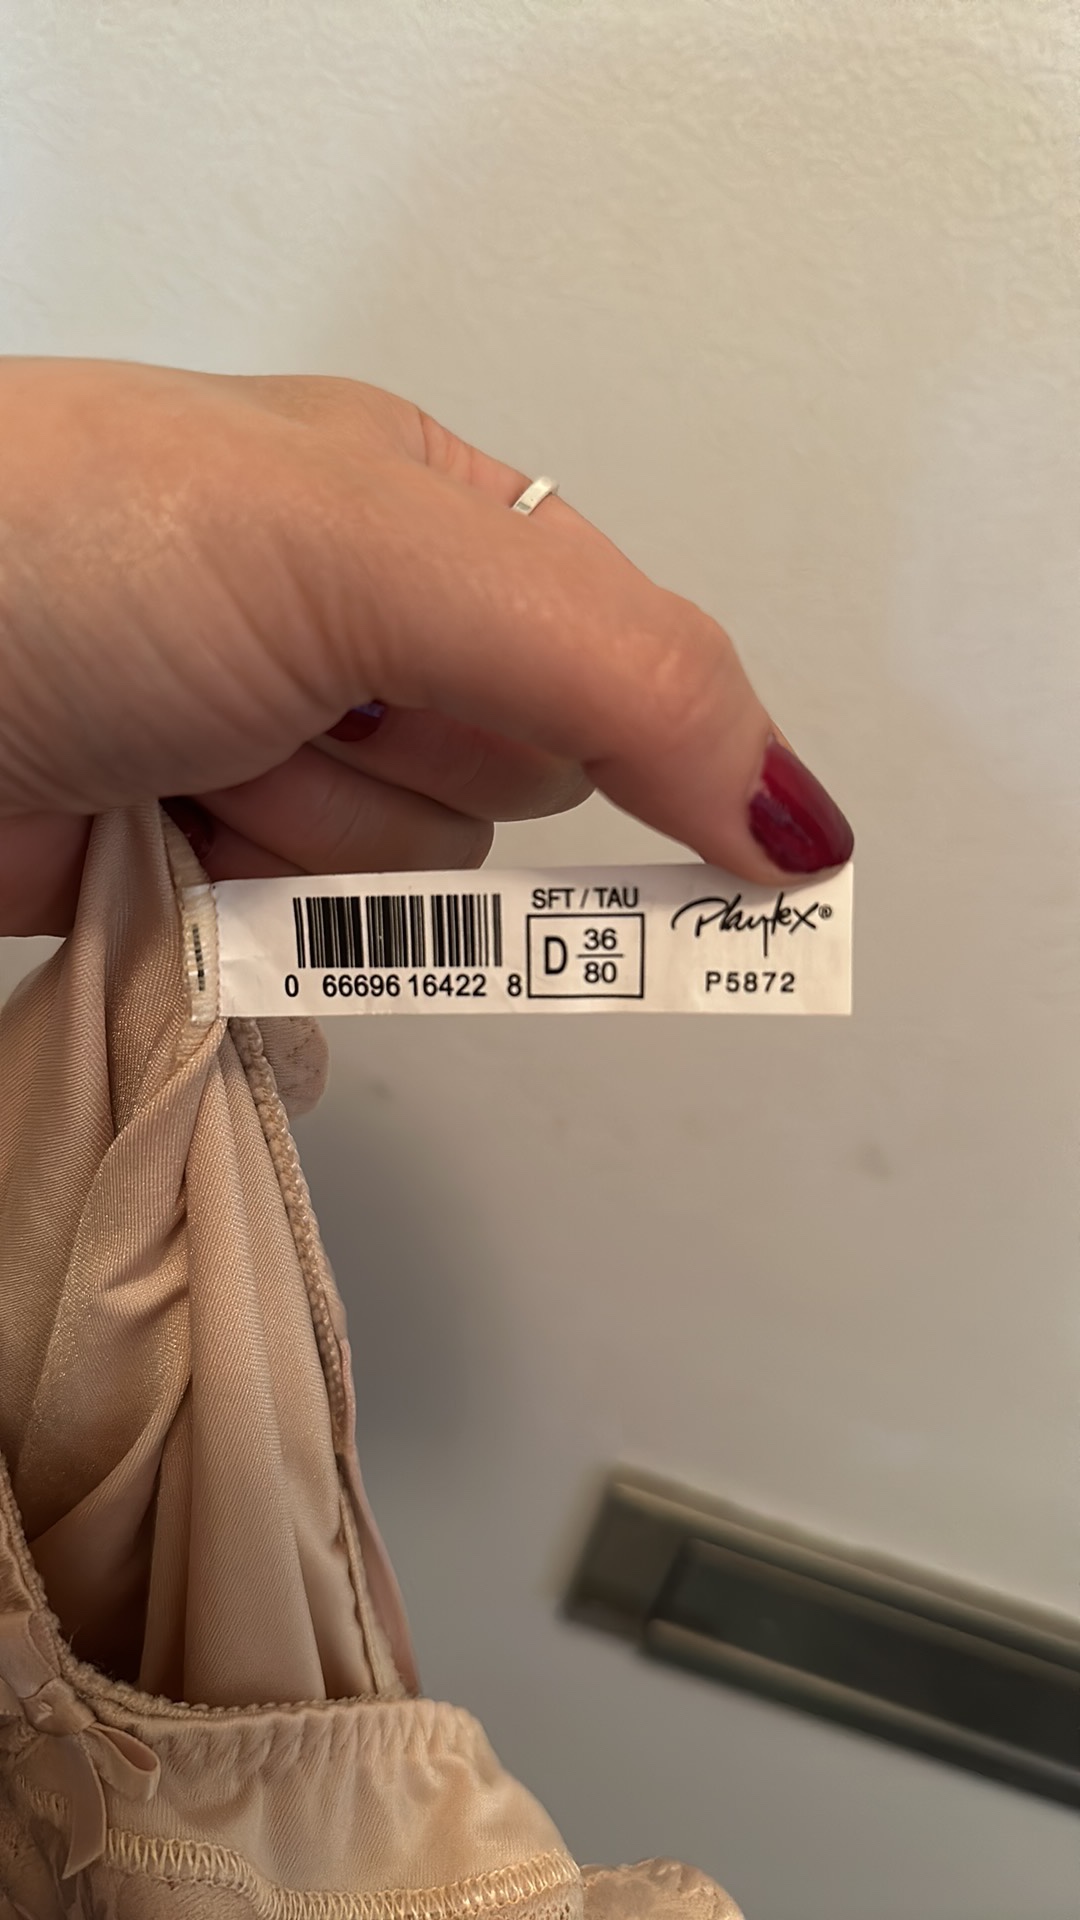 SFT / TAU
Playtex®
D 36
80
0 66696 16422 8
P5872